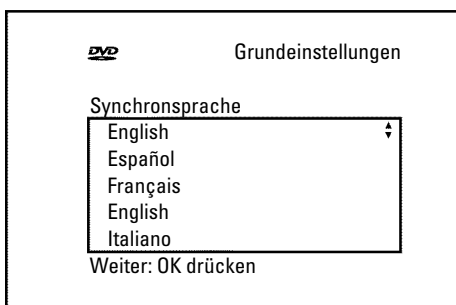 DVD Grundeinstellungen
Synchronsprache
English
Español
Français
English
Italiano
Weiter: OK drücken